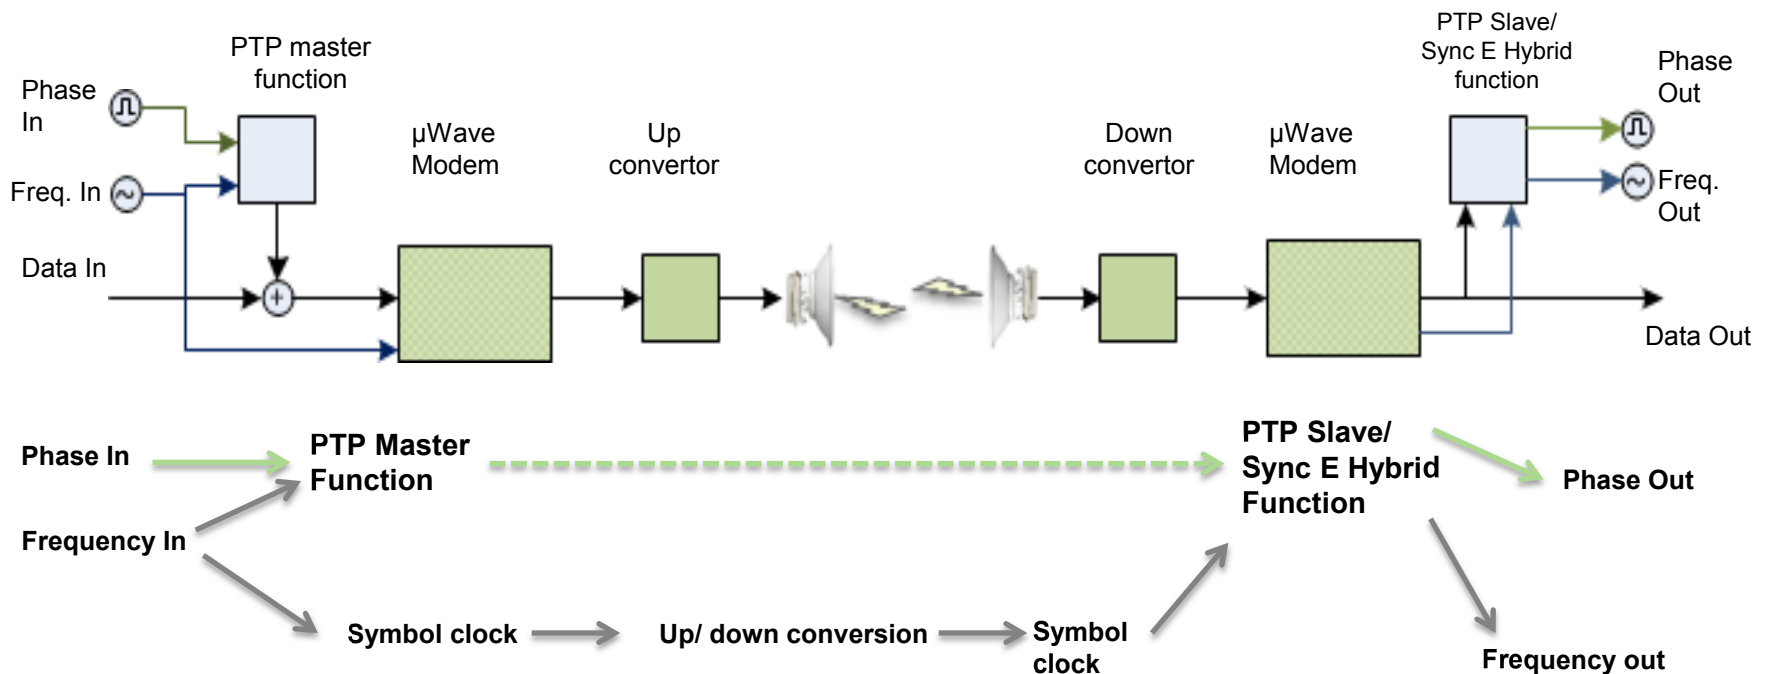 PTP Slave/
Sync E Hybrid
function
PTP master
function
Phase
In
Phase
Out
µWave
Modem
Up
convertor
Down
convertor
µWave
Modem
Freq. In
Freq.
Out
Data In
+
Data Out
Phase In
PTP Master
Function
PTP Slave/
Sync E Hybrid
Function
Phase Out
Frequency In
Symbol clock
Up/ down conversion
Symbol
clock
Frequency out